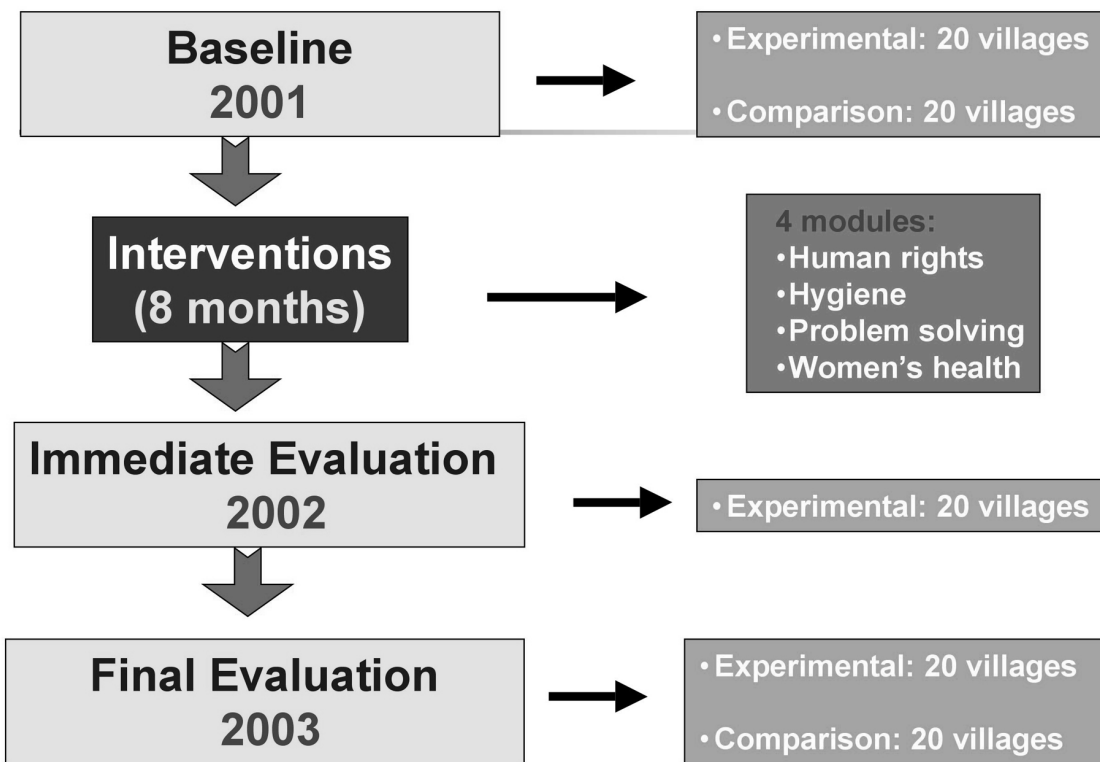 Baseline
2001
• Experimental: 20 villages
• Comparison: 20 villages
Interventions
(8 months)
4 modules:
•Human rights
•Hygiene
•Problem solving
•Women’s health
Immediate Evaluation
2002
• Experimental: 20 villages
Final Evaluation
2003
• Experimental: 20 villages
• Comparison: 20 villages